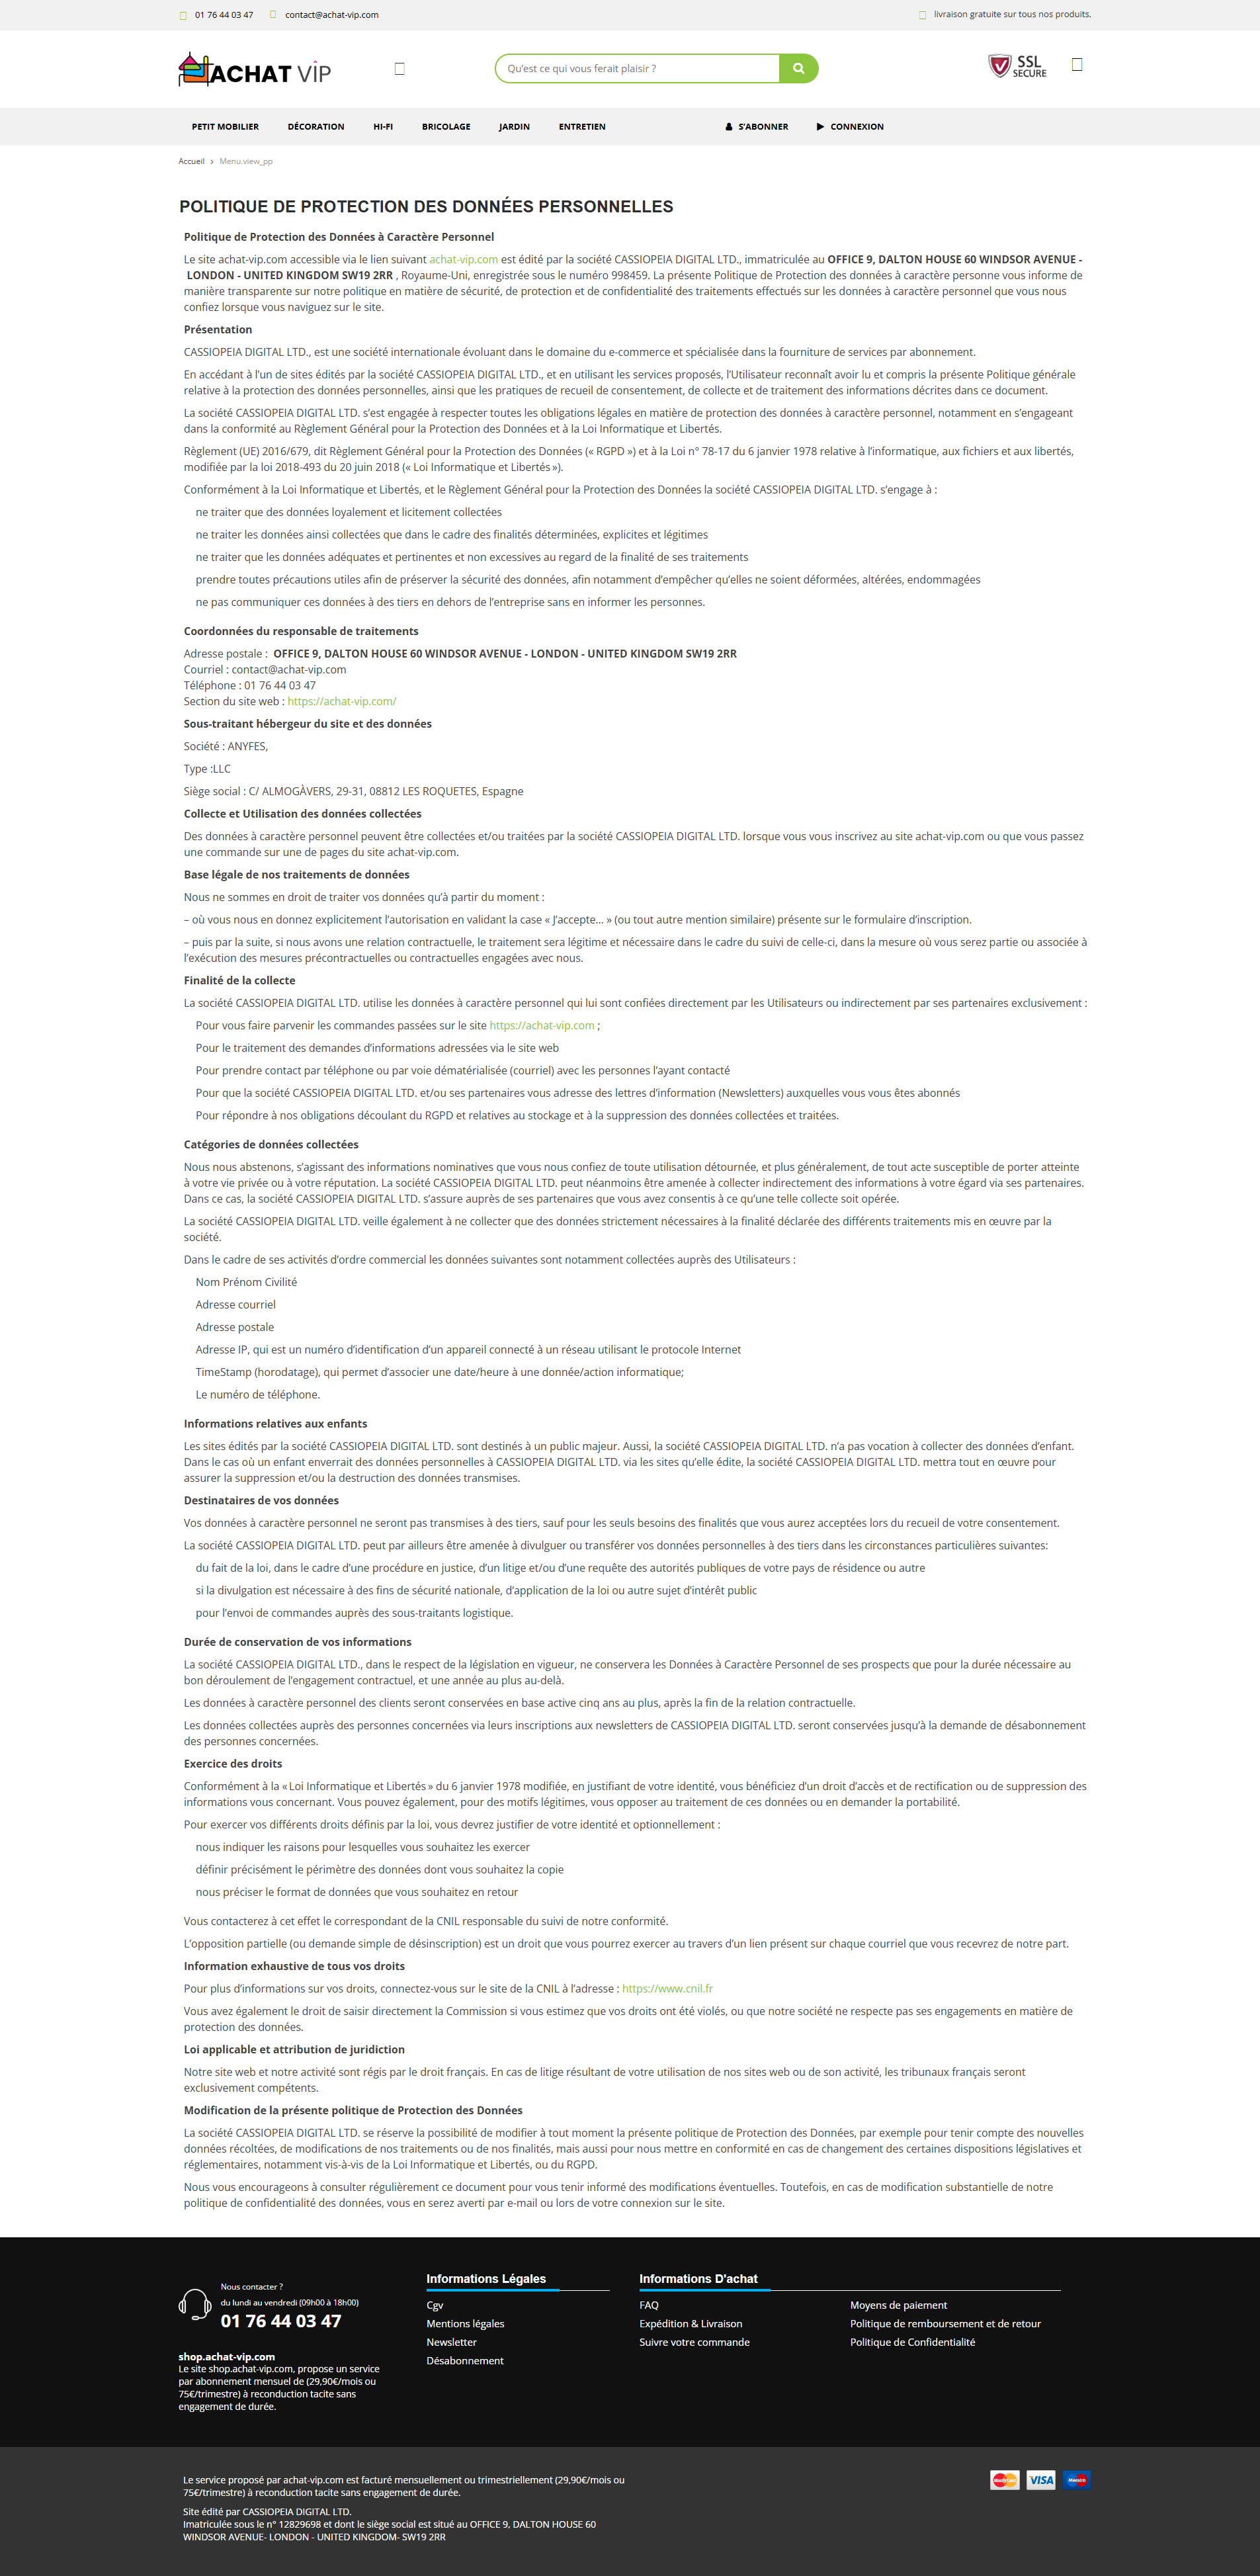 01 76 44 03 47 contact@achat-vip.com livraison gratuite sur tous nos produits.
ACHAT VIP
Qu'est ce qui vous ferait plaisir ?
SSL
SECURE
PETIT MOBILIER DÉCORATION HI-FI BRICOLAGE JARDIN ENTRETIEN S'ABONNER CONNEXION
Accueil > Menu.view_pp
POLITIQUE DE PROTECTION DES DONNÉES PERSONNELLES
Politique de Protection des Données à Caractère Personnel
Le site achat-vip.com accessible via le lien suivant achat-vip.com est édité par la société CASSIOPEIA DIGITAL LTD., immatriculée au OFFICE 9, DALTON HOUSE 60 WINDSOR AVENUE -
LONDON - UNITED KINGDOM SW19 2RR , Royaume-Uni, enregistrée sous le numéro 998459. La présente Politique de Protection des données à caractère personne vous informe de
manière transparente sur notre politique en matière de sécurité, de protection et de confidentialité des traitements effectués sur les données à caractère personnel que vous nous
confiez lorsque vous naviguez sur le site.
Présentation
CASSIOPEIA DIGITAL LTD., est une société internationale évoluant dans le domaine du e-commerce et spécialisée dans la fourniture de services par abonnement.
En accédant à l'un de sites édités par la société CASSIOPEIA DIGITAL LTD., et en utilisant les services proposés, l'Utilisateur reconnaît avoir lu et compris la présente Politique générale
relative à la protection des données personnelles, ainsi que les pratiques de recueil de consentement, de collecte et de traitement des informations décrites dans ce document.
La société CASSIOPEIA DIGITAL LTD. s'est engagée à respecter toutes les obligations légales en matière de protection des données à caractère personnel, notamment en s'engageant
dans la conformité au Règlement Général pour la Protection des Données et à la Loi Informatique et Libertés.
Règlement (UE) 2016/679, dit Règlement Général pour la Protection des Données (« RGPD ») et à la Loi n° 78-17 du 6 janvier 1978 relative à l'informatique, aux fichiers et aux libertés,
modifiée par la loi 2018-493 du 20 juin 2018 (« Loi Informatique et Libertés »).
Conformément à la Loi Informatique et Libertés, et le Règlement Général pour la Protection des Données la société CASSIOPEIA DIGITAL LTD. s'engage à :
ne traiter que des données loyalement et licitement collectées
ne traiter les données ainsi collectées que dans le cadre des finalités déterminées, explicites et légitimes
ne traiter que les données adéquates et pertinentes et non excessives au regard de la finalité de ses traitements
prendre toutes précautions utiles afin de préserver la sécurité des données, afin notamment d'empêcher qu'elles ne soient déformées, altérées, endommagées
ne pas communiquer ces données à des tiers en dehors de l'entreprise sans en informer les personnes.
Coordonnées du responsable de traitements
Adresse postale : OFFICE 9, DALTON HOUSE 60 WINDSOR AVENUE - LONDON - UNITED KINGDOM SW19 2RR
Courriel : contact@achat-vip.com
Téléphone : 01 76 44 03 47
Section du site web : https://achat-vip.com/
Sous-traitant hébergeur du site et des données
Société : ANYFES,
Type :LLC
Siège social : C/ ALMOGÀVERS, 29-31, 08812 LES ROQUETES, Espagne
Collecte et Utilisation des données collectées
Des données à caractère personnel peuvent être collectées et/ou traitées par la société CASSIOPEIA DIGITAL LTD. lorsque vous vous inscrivez au site achat-vip.com ou que vous passez
une commande sur une de pages du site achat-vip.com.
Base légale de nos traitements de données
Nous ne sommes en droit de traiter vos données qu'à partir du moment :
– où vous nous en donnez explicitement l'autorisation en validant la case « J'accepte... » (ou tout autre mention similaire) présente sur le formulaire d'inscription.
– puis par la suite, si nous avons une relation contractuelle, le traitement sera légitime et nécessaire dans le cadre du suivi de celle-ci, dans la mesure où vous serez partie ou associée à
l'exécution des mesures précontractuelles ou contractuelles engagées avec nous.
Finalité de la collecte
La société CASSIOPEIA DIGITAL LTD. utilise les données à caractère personnel qui lui sont confiées directement par les Utilisateurs ou indirectement par ses partenaires exclusivement :
Pour vous faire parvenir les commandes passées sur le site https://achat-vip.com ;
Pour le traitement des demandes d'informations adressées via le site web
Pour prendre contact par téléphone ou par voie dématérialisée (courriel) avec les personnes l'ayant contacté
Pour que la société CASSIOPEIA DIGITAL LTD. et/ou ses partenaires vous adresse des lettres d'information (Newsletters) auxquelles vous vous êtes abonnés
Pour répondre à nos obligations découlant du RGPD et relatives au stockage et à la suppression des données collectées et traitées.
Catégories de données collectées
Nous nous abstenons, s'agissant des informations nominatives que vous nous confiez de toute utilisation détournée, et plus généralement, de tout acte susceptible de porter atteinte
à votre vie privée ou à votre réputation. La société CASSIOPEIA DIGITAL LTD. peut néanmoins être amenée à collecter indirectement des informations à votre égard via ses partenaires.
Dans ce cas, la société CASSIOPEIA DIGITAL LTD. s'assure auprès de ses partenaires que vous avez consentis à ce qu'une telle collecte soit opérée.
La société CASSIOPEIA DIGITAL LTD. veille également à ne collecter que des données strictement nécessaires à la finalité déclarée des différents traitements mis en œuvre par la
société.
Dans le cadre de ses activités d'ordre commercial les données suivantes sont notamment collectées auprès des Utilisateurs :
Nom Prénom Civilité
Adresse courriel
Adresse postale
Adresse IP, qui est un numéro d'identification d'un appareil connecté à un réseau utilisant le protocole Internet
TimeStamp (horodatage), qui permet d'associer une date/heure à une donnée/action informatique;
Le numéro de téléphone.
Informations relatives aux enfants
Les sites édités par la société CASSIOPEIA DIGITAL LTD. sont destinés à un public majeur. Aussi, la société CASSIOPEIA DIGITAL LTD. n'a pas vocation à collecter des données d'enfant.
Dans le cas où un enfant enverrait des données personnelles à CASSIOPEIA DIGITAL LTD. via les sites qu'elle édite, la société CASSIOPEIA DIGITAL LTD. mettra tout en œuvre pour
assurer la suppression et/ou la destruction des données transmises.
Destinataires de vos données
Vos données à caractère personnel ne seront pas transmises à des tiers, sauf pour les seuls besoins des finalités que vous aurez acceptées lors du recueil de votre consentement.
La société CASSIOPEIA DIGITAL LTD. peut par ailleurs être amenée à divulguer ou transférer vos données personnelles à des tiers dans les circonstances particulières suivantes:
du fait de la loi, dans le cadre d'une procédure en justice, d'un litige et/ou d'une requête des autorités publiques de votre pays de résidence ou autre
si la divulgation est nécessaire à des fins de sécurité nationale, d'application de la loi ou autre sujet d'intérêt public
pour l'envoi de commandes auprès des sous-traitants logistique.
Durée de conservation de vos informations
La société CASSIOPEIA DIGITAL LTD., dans le respect de la législation en vigueur, ne conservera les Données à Caractère Personnel de ses prospects que pour la durée nécessaire au
bon déroulement de l'engagement contractuel, et une année au plus au-delà.
Les données à caractère personnel des clients seront conservées en base active cinq ans au plus, après la fin de la relation contractuelle.
Les données collectées auprès des personnes concernées via leurs inscriptions aux newsletters de CASSIOPEIA DIGITAL LTD. seront conservées jusqu'à la demande de désabonnement
des personnes concernées.
Exercice des droits
Conformément à la « Loi Informatique et Libertés » du 6 janvier 1978 modifiée, en justifiant de votre identité, vous bénéficiez d'un droit d'accès et de rectification ou de suppression des
informations vous concernant. Vous pouvez également, pour des motifs légitimes, vous opposer au traitement de ces données ou en demander la portabilité.
Pour exercer vos différents droits définis par la loi, vous devrez justifier de votre identité et optionnellement :
nous indiquer les raisons pour lesquelles vous souhaitez les exercer
définir précisément le périmètre des données dont vous souhaitez la copie
nous préciser le format de données que vous souhaitez en retour
Vous contacterez à cet effet le correspondant de la CNIL responsable du suivi de notre conformité.
L'opposition partielle (ou demande simple de désinscription) est un droit que vous pourrez exercer au travers d'un lien présent sur chaque courriel que vous recevrez de notre part.
Information exhaustive de tous vos droits
Pour plus d'informations sur vos droits, connectez-vous sur le site de la CNIL à l'adresse : https://www.cnil.fr
Vous avez également le droit de saisir directement la Commission si vous estimez que vos droits ont été violés, ou que notre société ne respecte pas ses engagements en matière de
protection des données.
Loi applicable et attribution de juridiction
Notre site web et notre activité sont régis par le droit français. En cas de litige résultant de votre utilisation de nos sites web ou de son activité, les tribunaux français seront
exclusivement compétents.
Modification de la présente politique de Protection des Données
La société CASSIOPEIA DIGITAL LTD. se réserve la possibilité de modifier à tout moment la présente politique de Protection des Données, par exemple pour tenir compte des nouvelles
données récoltées, de modifications de nos traitements ou de nos finalités, mais aussi pour nous mettre en conformité en cas de changement des certaines dispositions législatives et
réglementaires, notamment vis-à-vis de la Loi Informatique et Libertés, ou du RGPD.
Nous vous encourageons à consulter régulièrement ce document pour vous tenir informé des modifications éventuelles. Toutefois, en cas de modification substantielle de notre
politique de confidentialité des données, vous en serez averti par e-mail ou lors de votre connexion sur le site.
Nous contacter ?
du lundi au vendredi (09h00 à 18h00)
01 76 44 03 47
shop.achat-vip.com
Le site shop.achat-vip.com, propose un service
par abonnement mensuel de (29,90€/mois ou
75€/trimestre) à reconduction tacite sans
engagement de durée.
Informations Légales
Cgv
Mentions légales
Newsletter
Désabonnement
Informations D'achat
FAQ
Expédition & Livraison
Suivre votre commande
Moyens de paiement
Politique de remboursement et de retour
Politique de Confidentialité
Le service proposé par achat-vip.com est facturé mensuellement ou trimestriellement (29,90€/mois ou
75€/trimestre) à reconduction tacite sans engagement de durée.
Site édité par CASSIOPEIA DIGITAL LTD.
Imatriculée sous le n° 12829698 et dont le siège social est situé au OFFICE 9, DALTON HOUSE 60
WINDSOR AVENUE- LONDON - UNITED KINGDOM- SW19 2RR
MasterCard VISA Maestro